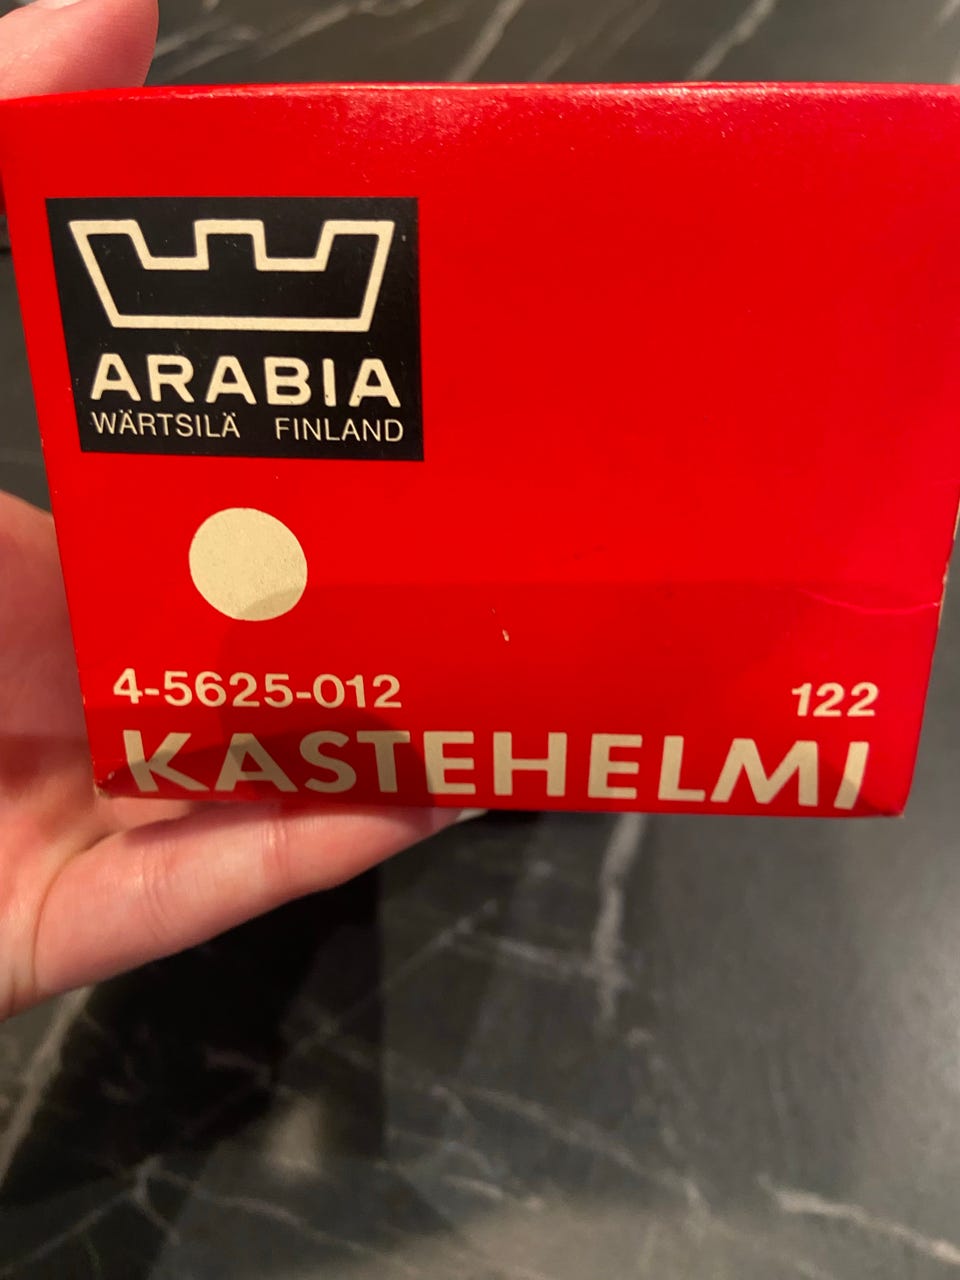 ARABIA
WÄRTSILÄ FINLAND
4-5625-012 122
KASTEHELMI